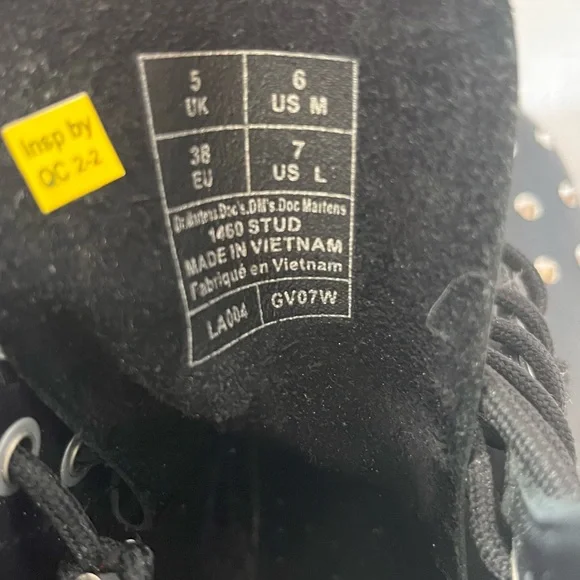 Insp by
QC 2-2
5
UK
6
US M
38
EU
7
US L
Dr.Martens.Doc's.DM's.Doc Martens
1460 STUD
MADE IN VIETNAM
Fabriqué en Vietnam
LA004
GV07W